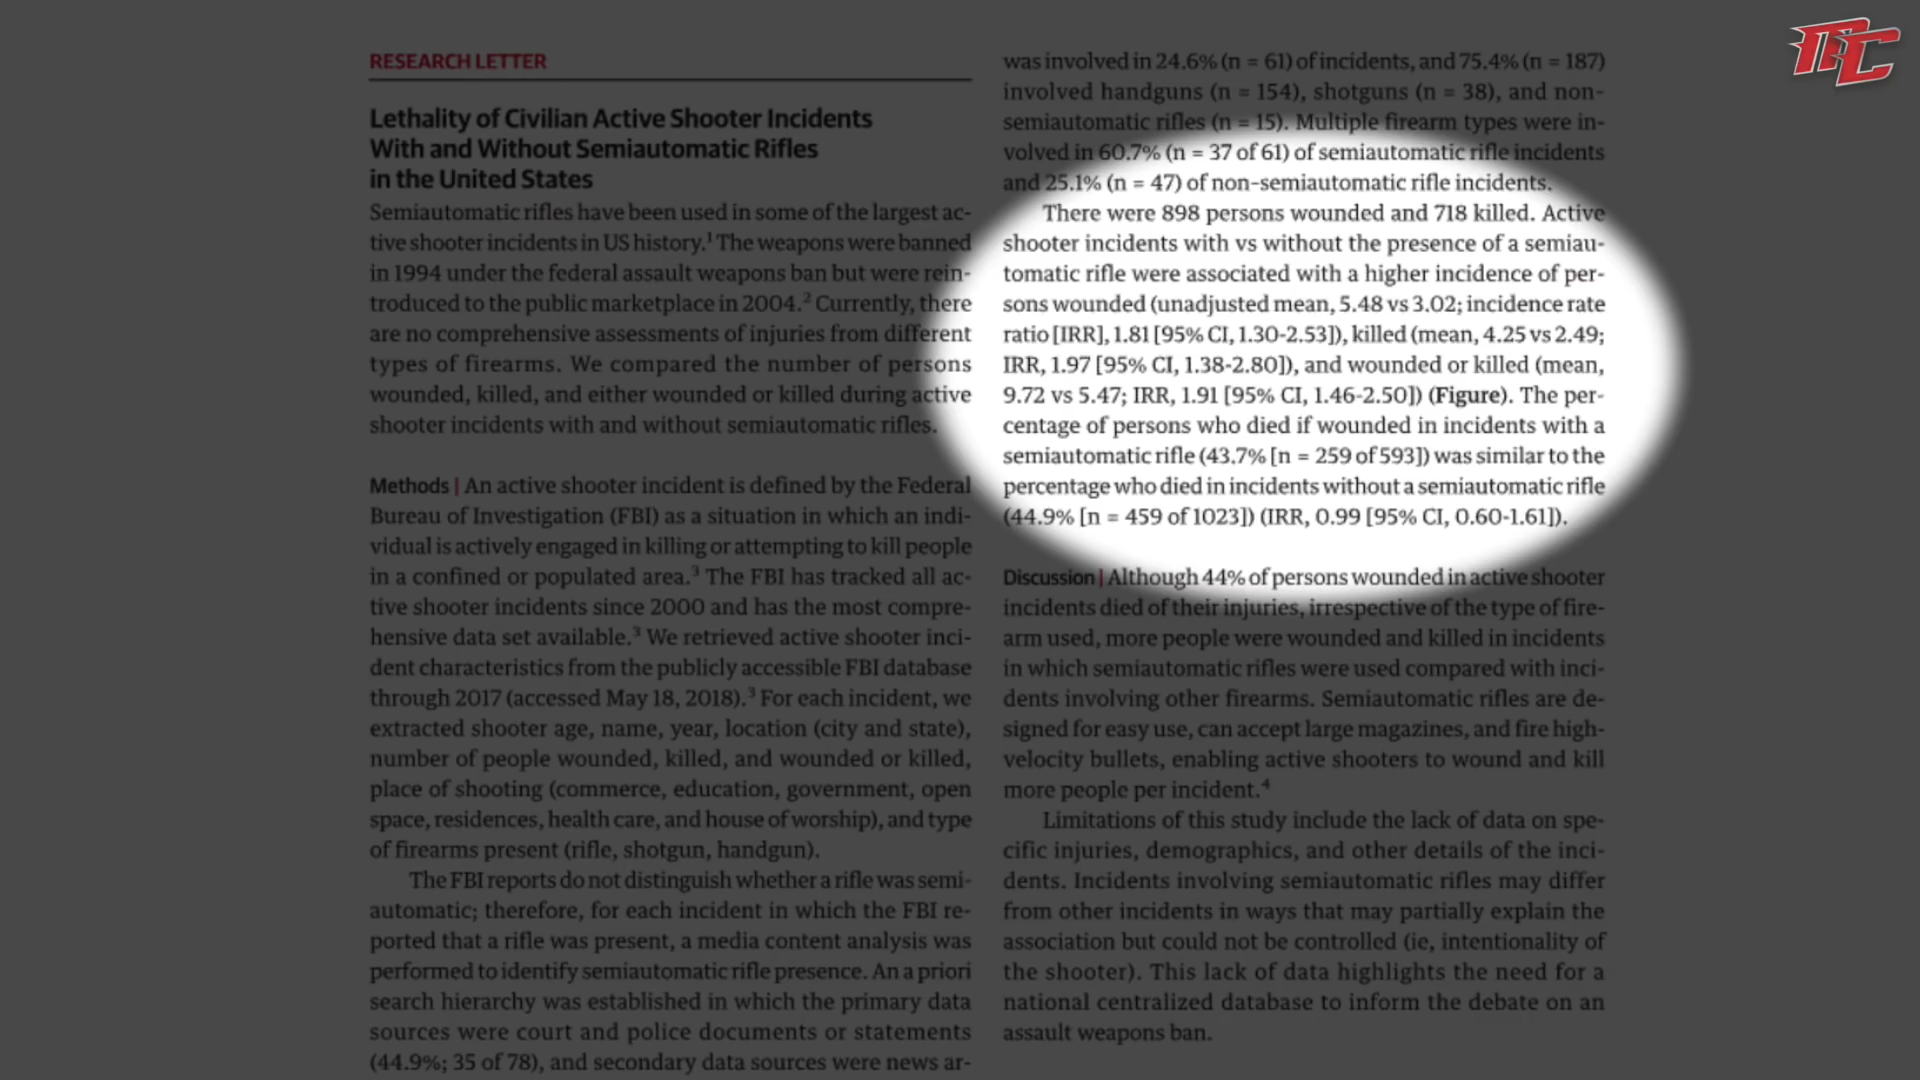 RESEARCH LETTER
Lethality of Civilian Active Shooter Incidents
With and Without Semiautomatic Rifles
in the United States
Semiautomatic rifles have been used in some of the largest ac-
tive shooter incidents in US history.¹ The weapons were banned
in 1994 under the federal assault weapons ban but were rein-
troduced to the public marketplace in 2004.² Currently, there
are no comprehensive assessments of injuries from different
types of firearms. We compared the number of persons
wounded, killed, and either wounded or killed during active
shooter incidents with and without semiautomatic rifles.
Methods | An active shooter incident is defined by the Federal
Bureau of Investigation (FBI) as a situation in which an indi-
vidual is actively engaged in killing or attempting to kill people
in a confined or populated area.³ The FBI has tracked all ac-
tive shooter incidents since 2000 and has the most compre-
hensive data set available.³ We retrieved active shooter inci-
dent characteristics from the publicly accessible FBI database
through 2017 (accessed May 18, 2018).³ For each incident, we
extracted shooter age, name, year, location (city and state),
number of people wounded, killed, and wounded or killed,
place of shooting (commerce, education, government, open
space, residences, health care, and house of worship), and type
of firearms present (rifle, shotgun, handgun).
The FBI reports do not distinguish whether a rifle was semi-
automatic; therefore, for each incident in which the FBI re-
ported that a rifle was present, a media content analysis was
performed to identify semiautomatic rifle presence. An a priori
search hierarchy was established in which the primary data
sources were court and police documents or statements
(44.9%; 35 of 78), and secondary data sources were news ar-
was involved in 24.6% (n = 61) of incidents, and 75.4% (n = 187)
involved handguns (n = 154), shotguns (n = 38), and non-
semiautomatic rifles (n = 15). Multiple firearm types were in-
volved in 60.7% (n = 37 of 61) of semiautomatic rifle incidents
and 25.1% (n = 47) of non-semiautomatic rifle incidents.
There were 898 persons wounded and 718 killed. Active
shooter incidents with vs without the presence of a semiau-
tomatic rifle were associated with a higher incidence of per-
sons wounded (unadjusted mean, 5.48 vs 3.02; incidence rate
ratio [IRR], 1.81 [95% CI, 1.30-2.53]), killed (mean, 4.25 vs 2.49;
IRR, 1.97 [95% CI, 1.38-2.80]), and wounded or killed (mean,
9.72 vs 5.47; IRR, 1.91 [95% CI, 1.46-2.50]) (Figure). The per-
centage of persons who died if wounded in incidents with a
semiautomatic rifle (43.7% [n = 259 of 593]) was similar to the
percentage who died in incidents without a semiautomatic rifle
(44.9% [n = 459 of 1023]) (IRR, 0.99 [95% CI, 0.60-1.61]).
Discussion | Although 44% of persons wounded in active shooter
incidents died of their injuries, irrespective of the type of fire-
arm used, more people were wounded and killed in incidents
in which semiautomatic rifles were used compared with inci-
dents involving other firearms. Semiautomatic rifles are de-
signed for easy use, can accept large magazines, and fire high-
velocity bullets, enabling active shooters to wound and kill
more people per incident.⁴
Limitations of this study include the lack of data on spe-
cific injuries, demographics, and other details of the inci-
dents. Incidents involving semiautomatic rifles may differ
from other incidents in ways that may partially explain the
association but could not be controlled (ie, intentionality of
the shooter). This lack of data highlights the need for a
national centralized database to inform the debate on an
assault weapons ban.